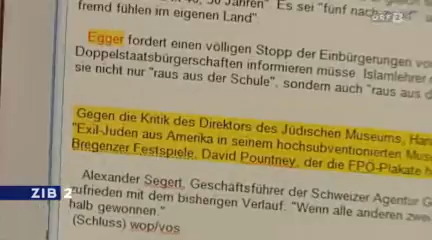 fremd fühlen im eigenen Land". Es sei "fünf nach
ORF 2
Egger fordert einen völligen Stopp der Einbürgerungen
Doppelstaatsbürgerschaften informieren müsse. Islamlehrer
sie nicht nur "raus aus der Schule", sondern auch "raus aus
Gegen die Kritik des Direktors des Jüdischen Museums,
"Exil-Juden aus Amerika in seinem hochsubventionierten
Bregenzer Festspiele, David Pountney, der die FPÖ-Plakate
ZIB 2
Alexander Segert, Geschäftsführer der Schweizer Agentur
zufrieden mit dem bisherigen Verlauf. "Wenn alle anderen zwei
halb gewonnen."
(Schluss) wop/vos